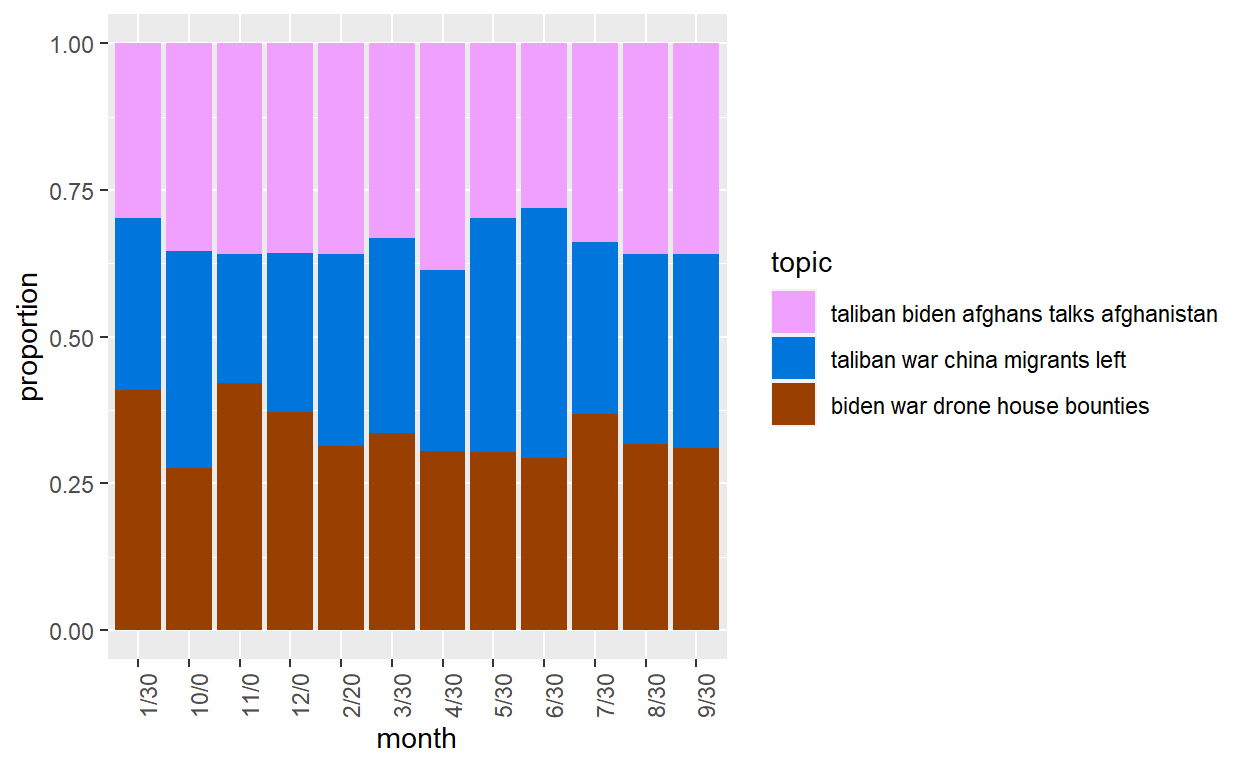 1.00
0.75
0.50
0.25
0.00
proportion
1/30
10/0
11/0
12/0
2/20
3/30
4/30
5/30
6/30
7/30
8/30
9/30
month
topic
taliban biden afghans talks afghanistan
taliban war china migrants left
biden war drone house bounties